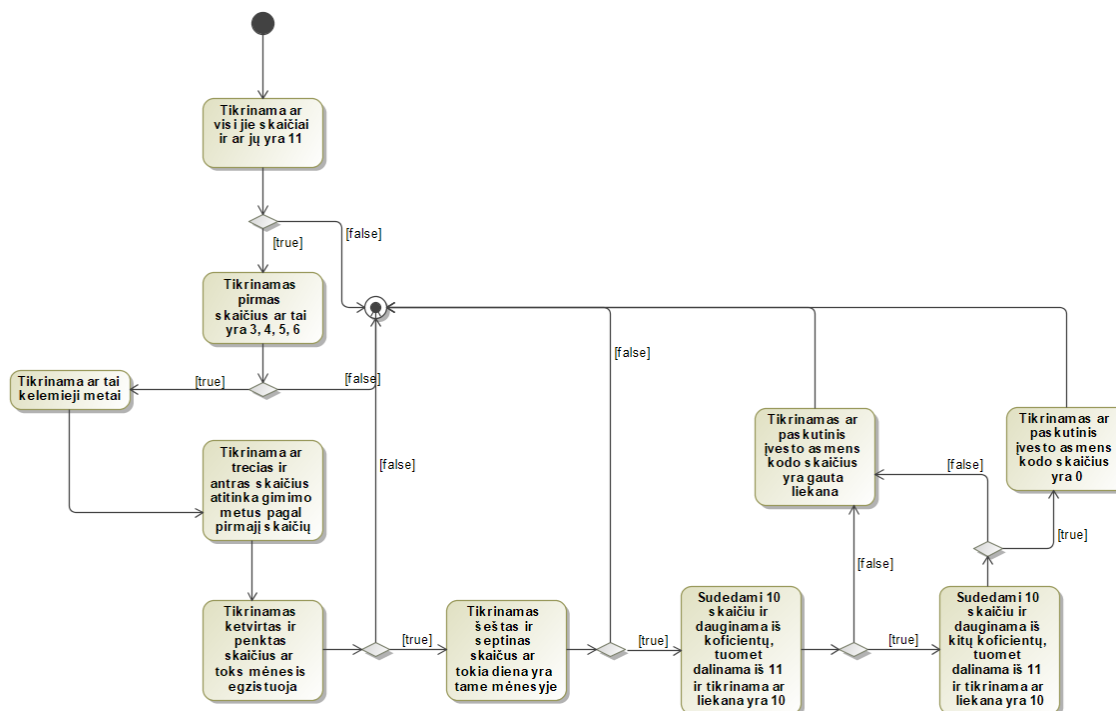 Tikrinama ar
visi jie skaičiai
ir ar jų yra 11
[true]
[false]
Tikrinamas
pirmas
skaičius ar tai
yra 3, 4, 5, 6
[true]
[false]
Tikrinama ar tai
kelemieji metai
Tikrinama ar
trecias ir
antras skaičius
atitinka gimimo
metus pagal
pirmajį skaičių
Tikrinamas
ketvirtas ir
penktas
skaičius ar
toks mėnesis
egzistuoja
[false]
[true]
Tikrinamas
šeštas ir
septinas
skaičus ar
tokia diena yra
tame mėnesyje
[false]
[true]
Sudedami 10
skaičiu ir
dauginama iš
koficientų,
tuomet
dalinama iš 11
ir tikrinama ar
liekana yra 10
[false]
[true]
Tikrinamas ar
paskutinis
įvesto asmens
kodo skaičius
yra gauta
liekana
Sudedami 10
skaičiu ir
dauginama iš
kitų koficientų,
tuomet
dalinama iš 11
ir tikrinama ar
liekana yra 10
[false]
[true]
Tikrinamas ar
paskutinis
įvesto asmens
kodo skaičius
yra 0